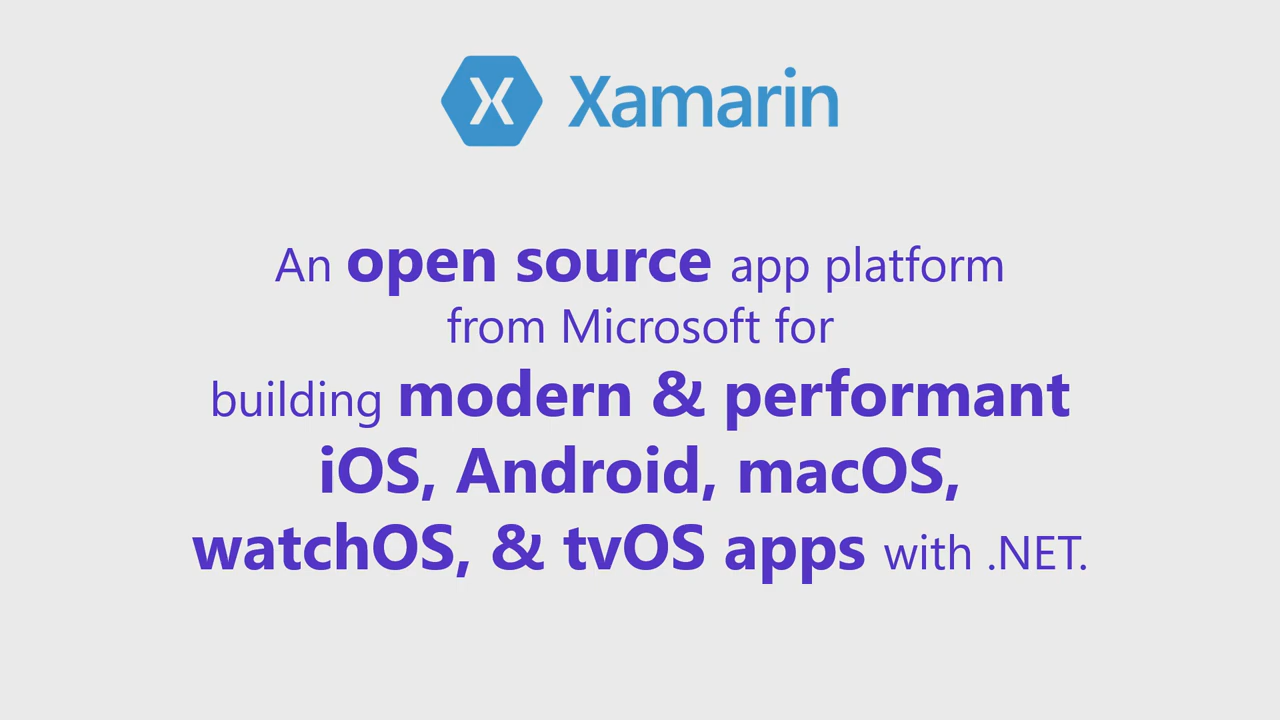 X Xamarin
An open source app platform
from Microsoft for
building modern & performant
iOS, Android, macOS,
watchOS, & tvOS apps with .NET.